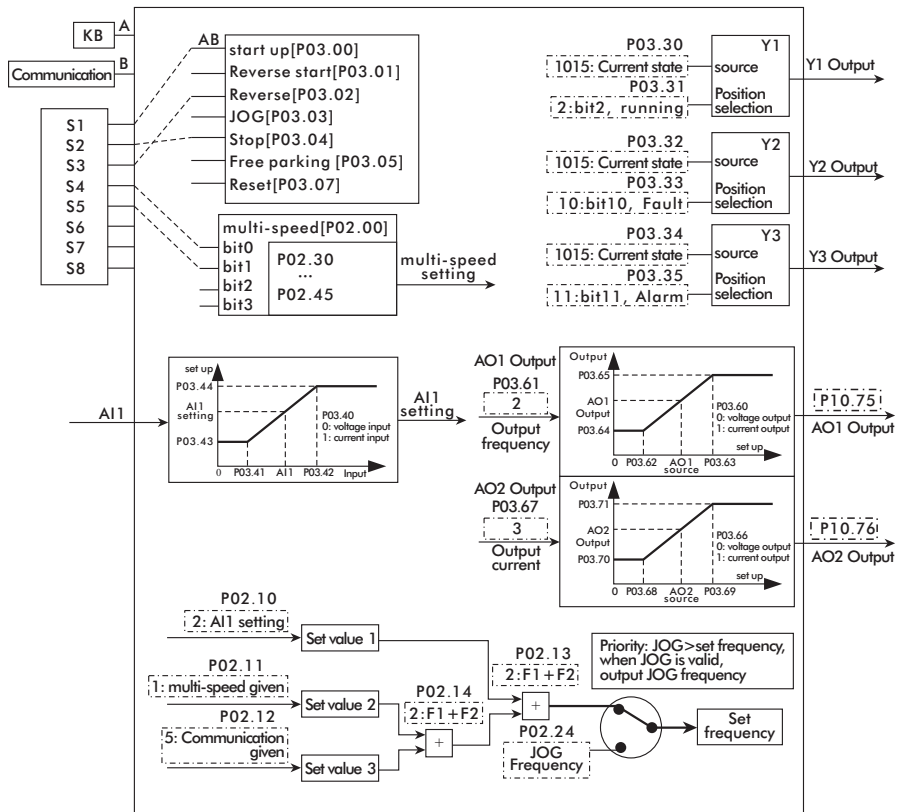 KB
A
Communication
B
S1
S2
S3
S4
S5
S6
S7
S8
AB
start up[P03.00]
Reverse start[P03.01]
Reverse[P03.02]
JOG[P03.03]
Stop[P03.04]
Free parking [P03.05]
Reset[P03.07]
multi-speed[P02.00]
bit0
bit1
bit2
bit3
P02.30
...
P02.45
multi-speed
setting
P03.30
1015: Current state
P03.31
2:bit2, running
Y1
source
Position
selection
Y1 Output
P03.32
1015: Current state
P03.33
10:bit10, Fault
Y2
source
Position
selection
Y2 Output
P03.34
1015: Current state
P03.35
11:bit11, Alarm
Y3
source
Position
selection
Y3 Output
AI1
set up
P03.44
AI1
setting
P03.43
P03.40
0: voltage input
1: current input
0
P03.41
AI1
P03.42
Input
AI1
setting
AO1 Output
P03.61
2
Output
frequency
Output
P03.65
AO1
Output
P03.64
P03.60
0: voltage output
1: current output
set up
0
P03.62
AO1
source
P03.63
P10.75
AO1 Output
AO2 Output
P03.67
3
Output
current
Output
P03.71
AO2
Output
P03.70
P03.66
0: voltage output
1: current output
set up
0
P03.68
AO2
source
P03.69
P10.76
AO2 Output
P02.10
2: AI1 setting
Set value 1
P02.11
1: multi-speed given
Set value 2
P02.12
5: Communication
given
Set value 3
P02.14
2:F1+F2
+
P02.13
2:F1+F2
+
P02.24
JOG
Frequency
Priority: JOG>set frequency,
when JOG is valid,
output JOG frequency
Set
frequency